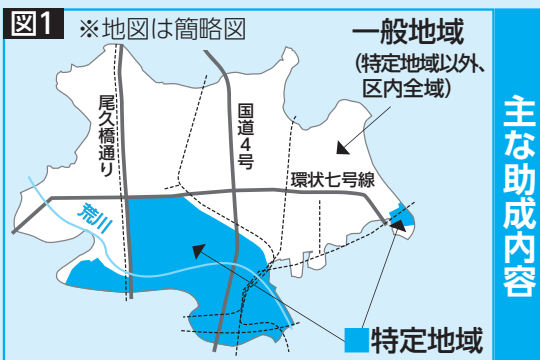 図1
※地図は簡略図
一般地域
(特定地域以外、
区内全域)
尾久橋通り
国道4号
環状七号線
荒川
特定地域
主な助成内容